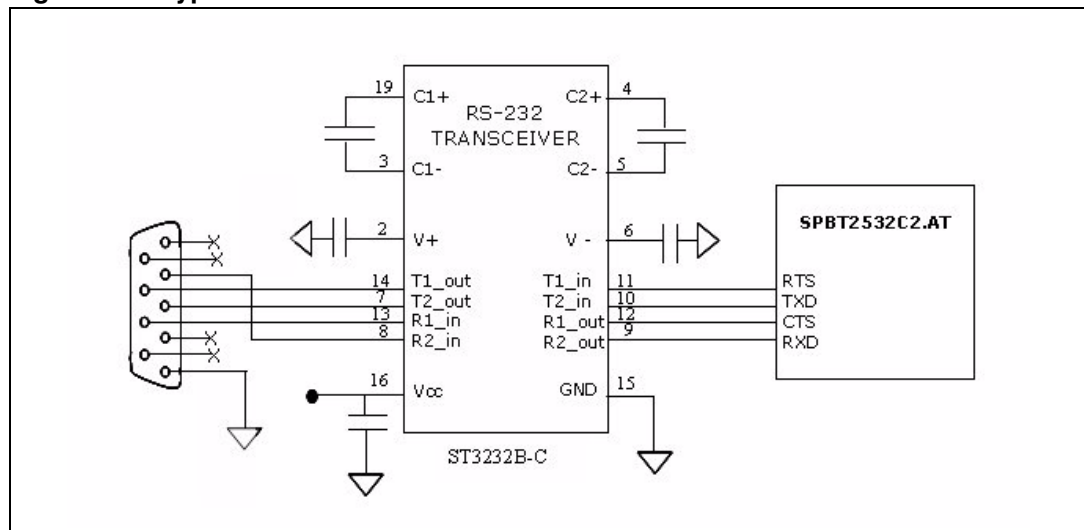 19 C1+ C2+ 4
RS-232
TRANSCEIVER
3 C1- C2- 5
SPBT2532C2.AT
2 V+ V - 6
14 T1_out T1_in 11 RTS
7 T2_out T2_in 10 TXD
13 R1_in R1_out 12 CTS
8 R2_in R2_out 9 RXD
16 Vcc GND 15
ST3232B-C